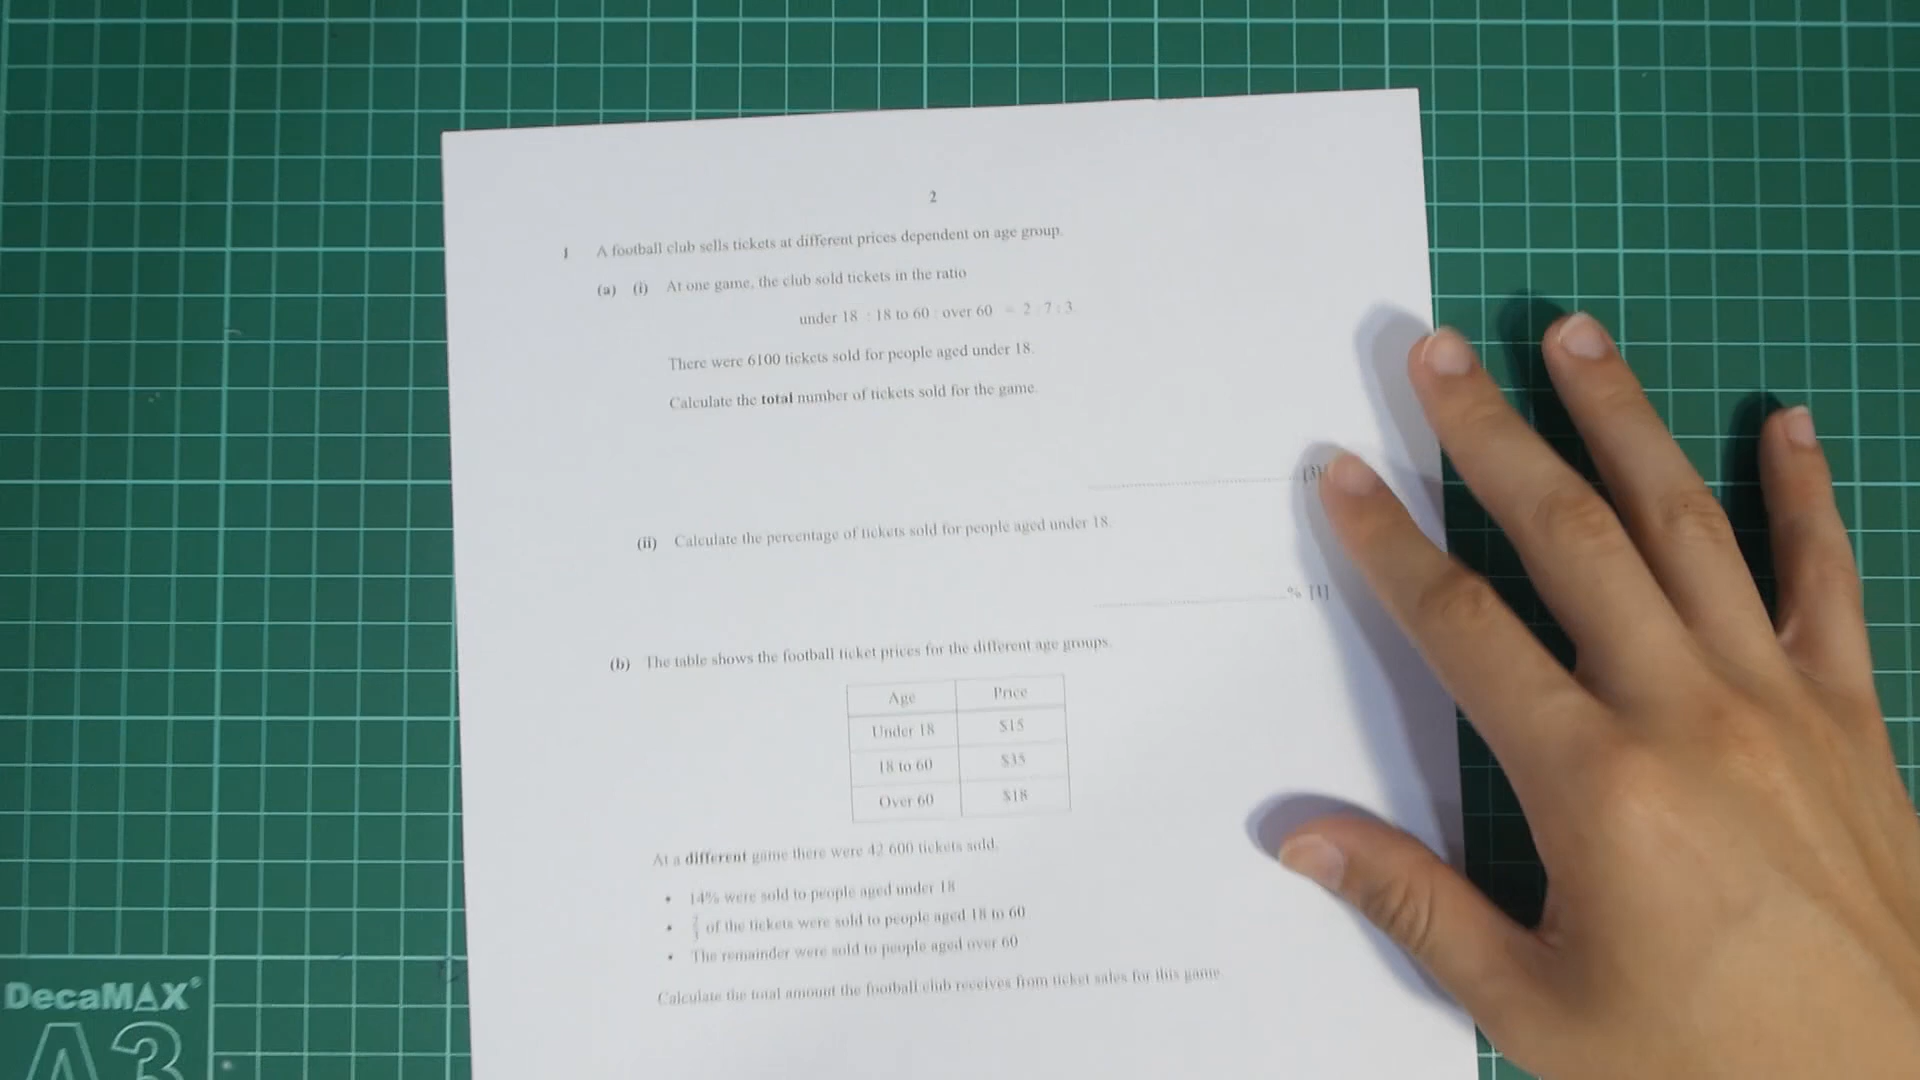 2
1 A football club sells tickets at different prices dependent on age group.
(a) (i) At one game, the club sold tickets in the ratio
under 18 : 18 to 60 : over 60 = 2 : 7 : 3
There were 6100 tickets sold for people aged under 18.
Calculate the total number of tickets sold for the game.
[3]
(ii) Calculate the percentage of tickets sold for people aged under 18.
% [1]
(b) The table shows the football ticket prices for the different age groups.
Age Price
Under 18 $15
18 to 60 $35
Over 60 $18
At a different game there were 42 600 tickets sold.
• 14% were sold to people aged under 18
• of the tickets were sold to people aged 18 to 60
• The remainder were sold to people aged over 60
Calculate the total amount the football club receives from ticket sales for this game.
DecaMAX®
A3